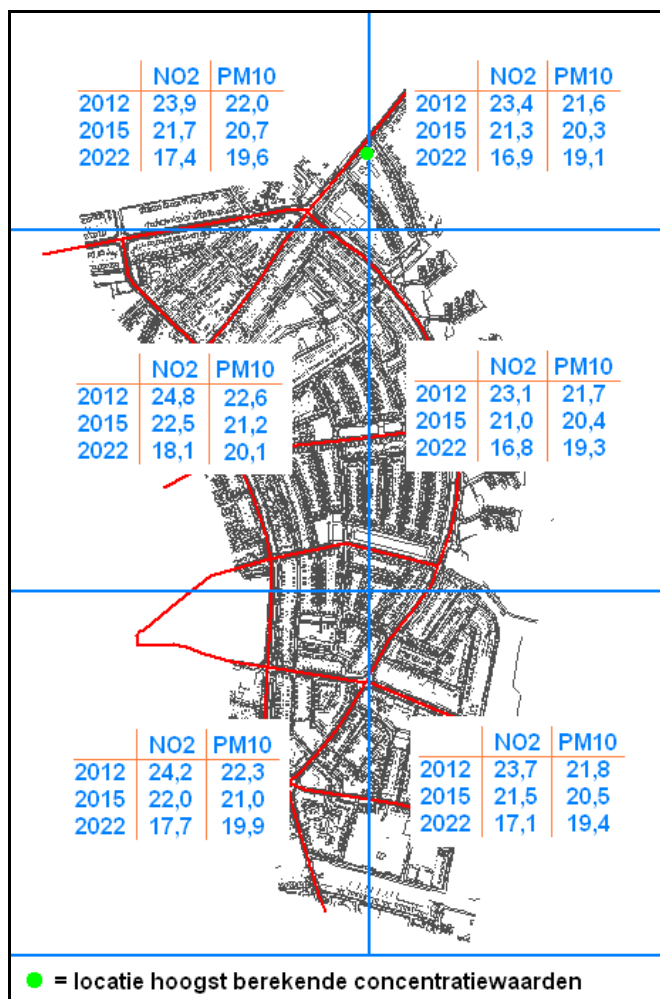 NO2 PM10
2012 23,9 22,0
2015 21,7 20,7
2022 17,4 19,6
NO2 PM10
2012 23,4 21,6
2015 21,3 20,3
2022 16,9 19,1
NO2 PM10
2012 24,8 22,6
2015 22,5 21,2
2022 18,1 20,1
NO2 PM10
2012 23,1 21,7
2015 21,0 20,4
2022 16,8 19,3
NO2 PM10
2012 24,2 22,3
2015 22,0 21,0
2022 17,7 19,9
NO2 PM10
2012 23,7 21,8
2015 21,5 20,5
2022 17,1 19,4
= locatie hoogst berekende concentratiewaarden